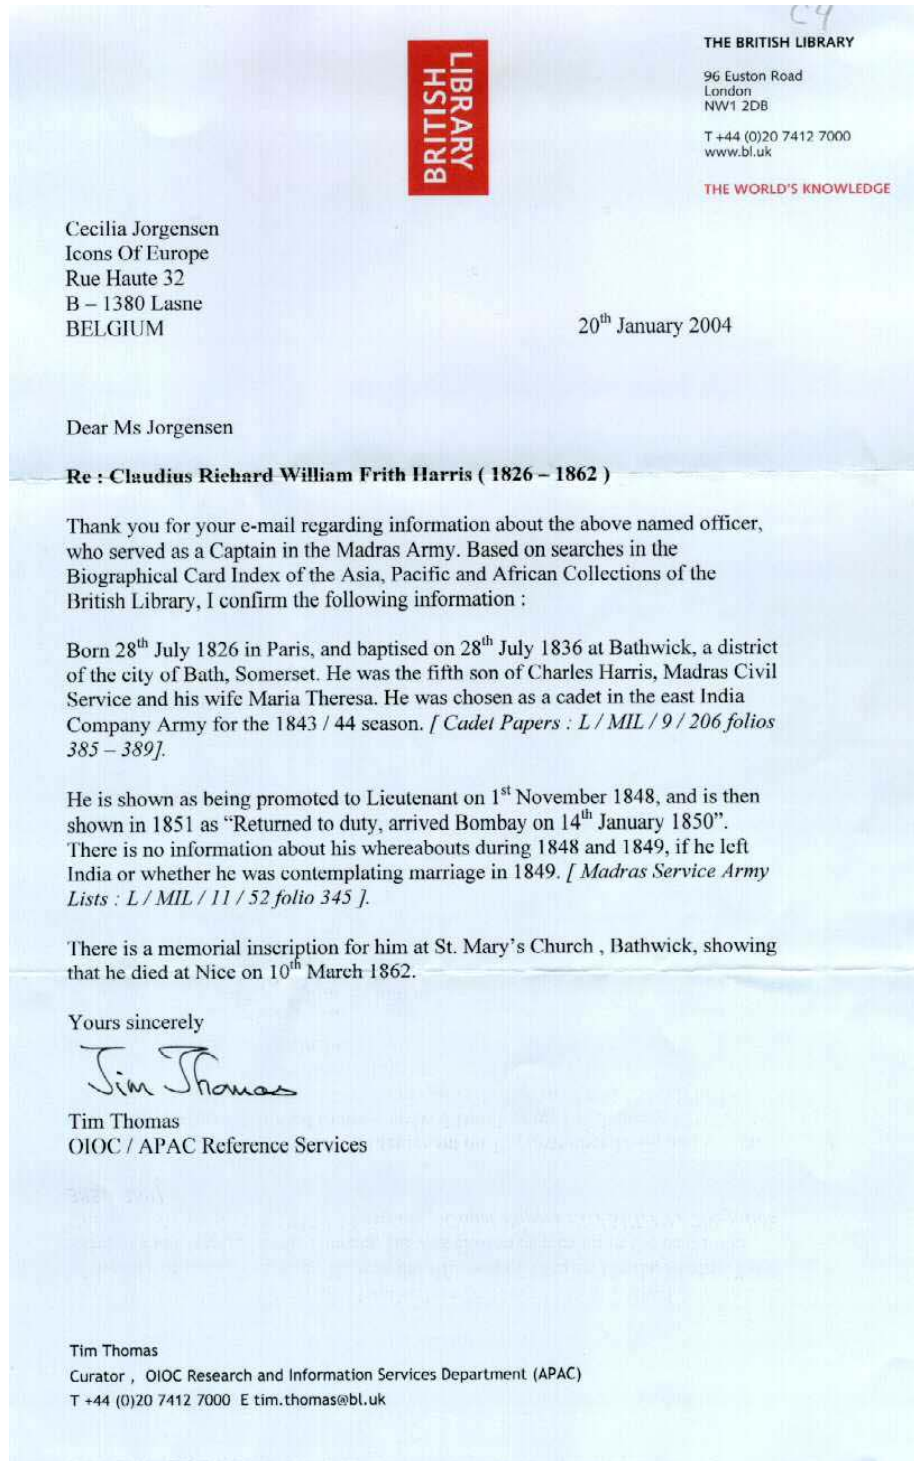 C4
THE BRITISH LIBRARY
96 Euston Road
London
NW1 2DB
T +44 (0)20 7412 7000
www.bl.uk
THE WORLD'S KNOWLEDGE
BRITISH
LIBRARY
Cecilia Jorgensen
Icons Of Europe
Rue Haute 32
B – 1380 Lasne
BELGIUM
20th January 2004
Dear Ms Jorgensen
Re : Claudius Richard William Frith Harris ( 1826 – 1862 )
Thank you for your e-mail regarding information about the above named officer,
who served as a Captain in the Madras Army. Based on searches in the
Biographical Card Index of the Asia, Pacific and African Collections of the
British Library, I confirm the following information :
Born 28th July 1826 in Paris, and baptised on 28th July 1836 at Bathwick, a district
of the city of Bath, Somerset. He was the fifth son of Charles Harris, Madras Civil
Service and his wife Maria Theresa. He was chosen as a cadet in the east India
Company Army for the 1843 / 44 season. [ Cadet Papers : L / MIL / 9 / 206 folios
385 – 389].
He is shown as being promoted to Lieutenant on 1st November 1848, and is then
shown in 1851 as “Returned to duty, arrived Bombay on 14th January 1850”.
There is no information about his whereabouts during 1848 and 1849, if he left
India or whether he was contemplating marriage in 1849. [ Madras Service Army
Lists : L / MIL / 11 / 52 folio 345 ].
There is a memorial inscription for him at St. Mary's Church , Bathwick, showing
that he died at Nice on 10th March 1862.
Yours sincerely
Tim Thomas
Tim Thomas
OIOC / APAC Reference Services
Tim Thomas
Curator , OIOC Research and Information Services Department (APAC)
T +44 (0)20 7412 7000 E tim.thomas@bl.uk